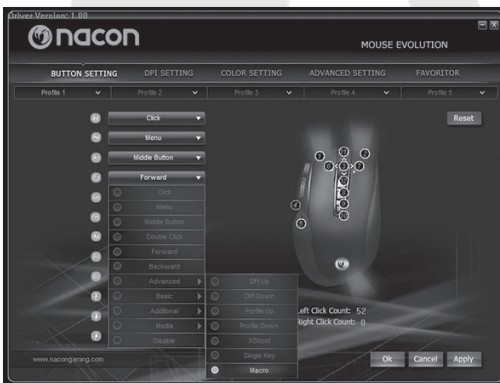 Driver Version: 1.00
nacon
MOUSE EVOLUTION
BUTTON SETTING DPI SETTING COLOR SETTING ADVANCED SETTING FAVORITOR
Profile 1 Profile 2 Profile 3 Profile 4 Profile 5
Reset
Click
Menu
Middle Button
Forward
Click
Menu
Middle Button
Double Click
Forward
Backward
Advanced DPI Up
Basic DPI Down
Additonal Profile Up
Media Profile Down
Disable XShoot
Single Key
Macro
Left Click Count: 52
Right Click Count: 0
www.nacongaming.com
Ok Cancel Apply